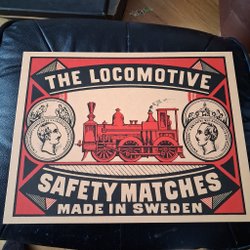 THE LOCOMOTIVE
SAFETY MATCHES
MADE IN SWEDEN